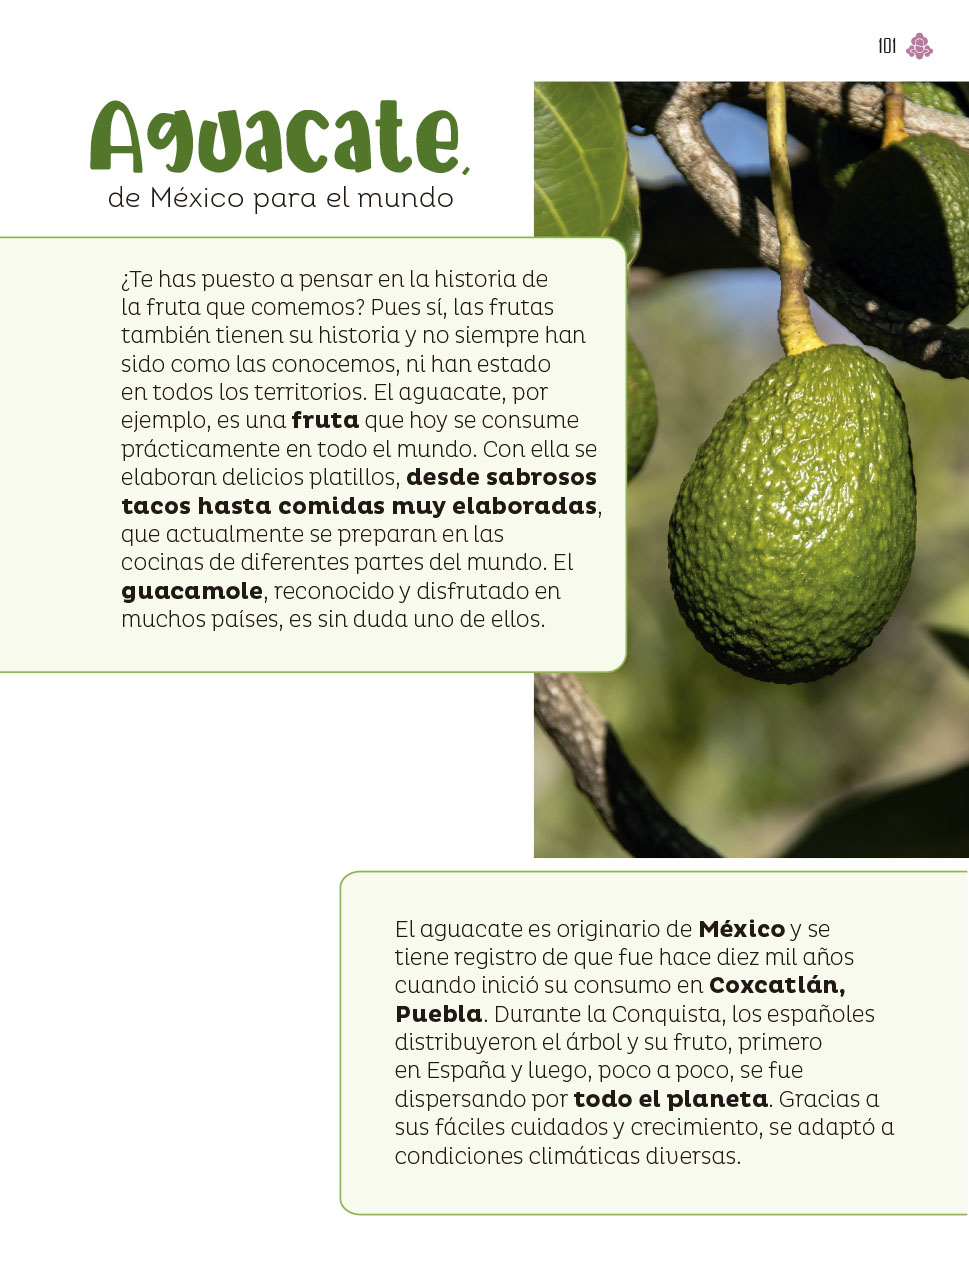 101
Aguacate,
de México para el mundo
¿Te has puesto a pensar en la historia de
la fruta que comemos? Pues sí, las frutas
también tienen su historia y no siempre han
sido como las conocemos, ni han estado
en todos los territorios. El aguacate, por
ejemplo, es una fruta que hoy se consume
prácticamente en todo el mundo. Con ella se
elaboran delicios platillos, desde sabrosos
tacos hasta comidas muy elaboradas,
que actualmente se preparan en las
cocinas de diferentes partes del mundo. El
guacamole, reconocido y disfrutado en
muchos países, es sin duda uno de ellos.
El aguacate es originario de México y se
tiene registro de que fue hace diez mil años
cuando inició su consumo en Coxcatlán,
Puebla. Durante la Conquista, los españoles
distribuyeron el árbol y su fruto, primero
en España y luego, poco a poco, se fue
dispersando por todo el planeta. Gracias a
sus fáciles cuidados y crecimiento, se adaptó a
condiciones climáticas diversas.